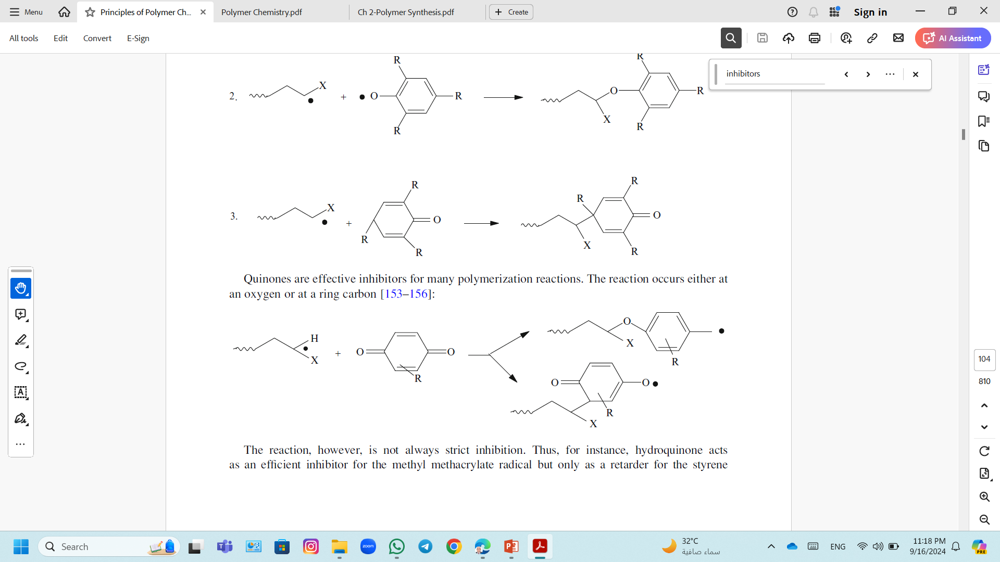 Menu
Principles of Polymer Ch...
Polymer Chemistry.pdf
Ch 2-Polymer Synthesis.pdf
Create
Sign in
All tools
Edit
Convert
E-Sign
AI Assistant
inhibitors
R
R
2.
X
+
O
R
O
R
R
X
R
R
R
3.
X
+
R
O
R
R
R
O
X
R
Quinones are effective inhibitors for many polymerization reactions. The reaction occurs either at
an oxygen or at a ring carbon [153–156]:
H
X
+
O
O
R
O
X
R
O
O
R
X
The reaction, however, is not always strict inhibition. Thus, for instance, hydroquinone acts
as an efficient inhibitor for the methyl methacrylate radical but only as a retarder for the styrene
104
810
Search
zoom
32°C
سماء صافية
ENG
11:18 PM
9/16/2024
PRE